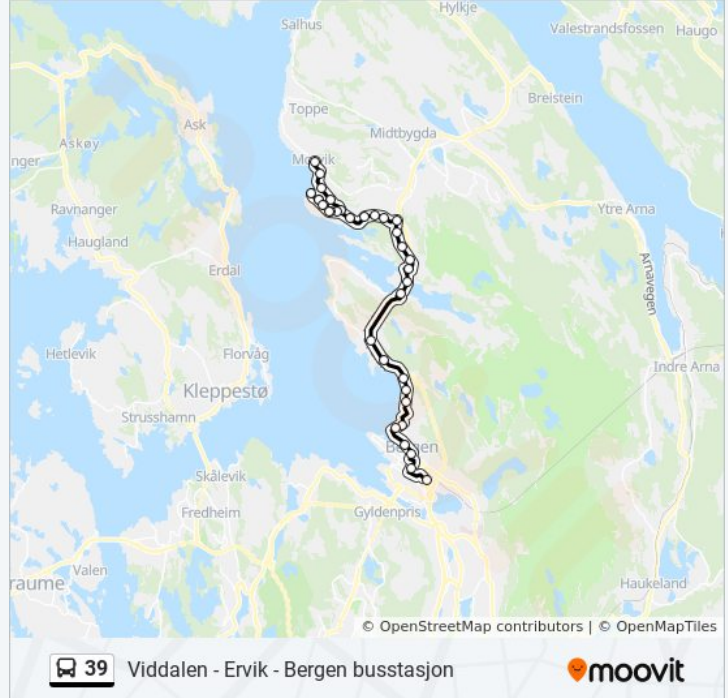 Hylkje
Salhus
Valestrandsfossen
Haugo
Breistein
Toppe
Ask
Midtbygda
Askøy
nger
Ravnanger
Ytre Arna
Haugland
Erdal
Arnavegen
Hetlevik
Florvåg
Indre Arna
Kleppestø
Strusshamn
Bergen
Skålevik
Fredheim
Gyldenpris
Valen
raume
Haukeland
© OpenStreetMap contributors | © OpenMapTiles
39 Viddalen - Ervik - Bergen busstasjon
moovit